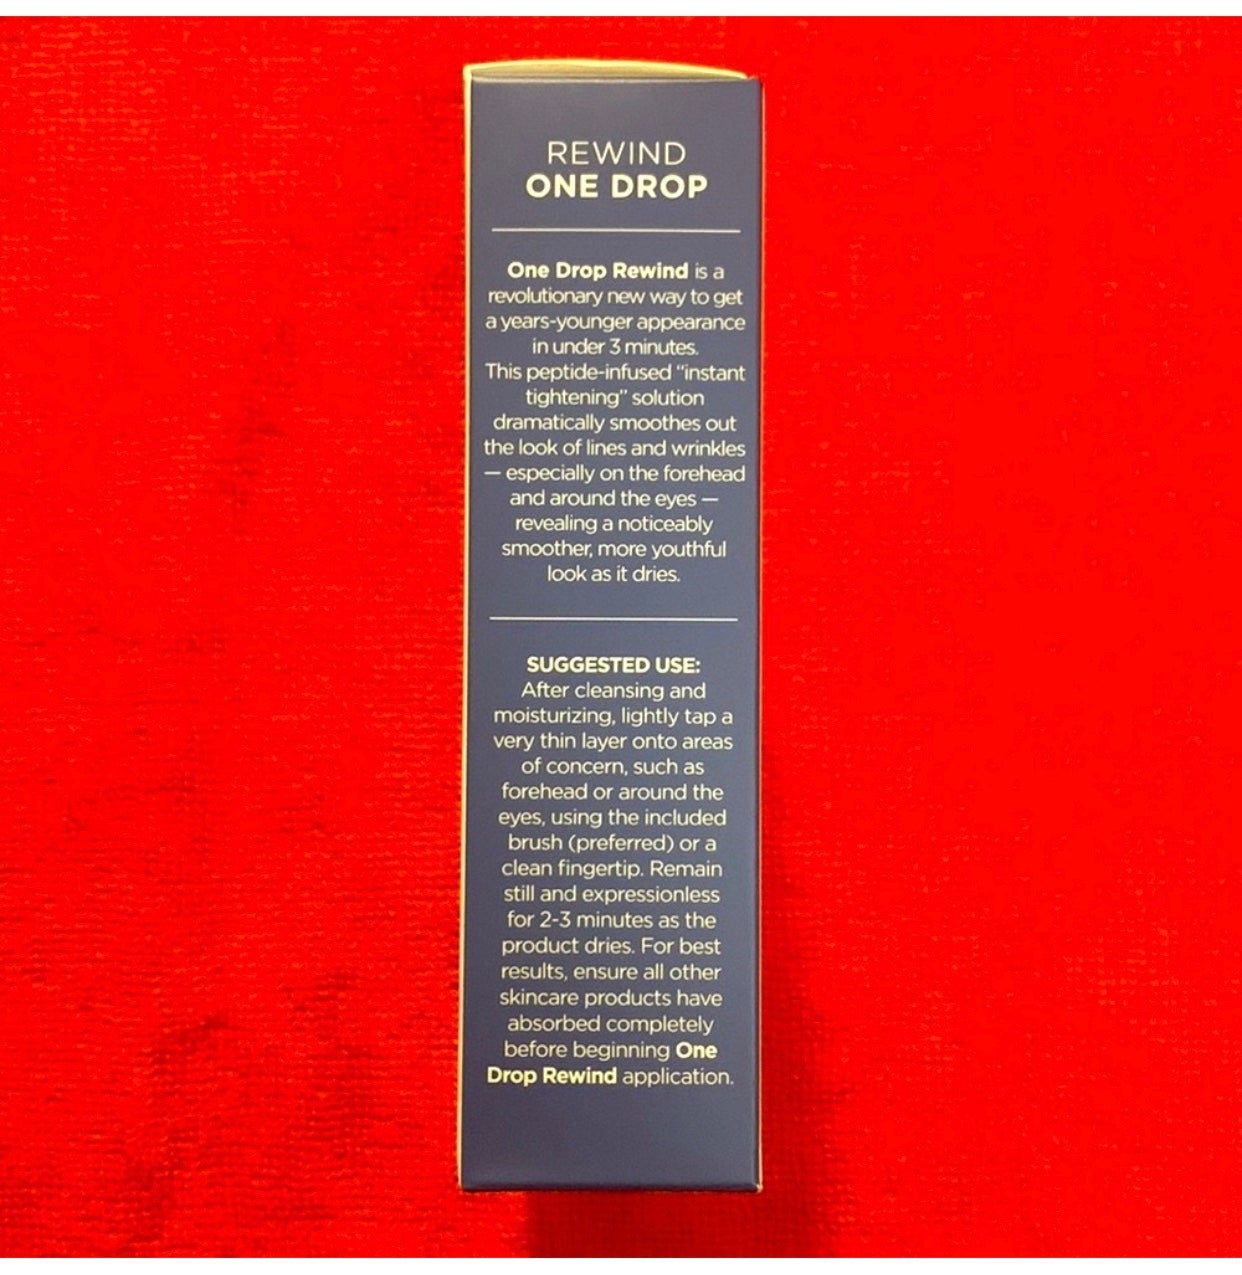 REWIND
ONE DROP
One Drop Rewind is a
revolutionary new way to get
a years-younger appearance
in under 3 minutes.
This peptide-infused “instant
tightening” solution
dramatically smoothes out
the look of lines and wrinkles
— especially on the forehead
and around the eyes —
revealing a noticeably
smoother, more youthful
look as it dries.
SUGGESTED USE:
After cleansing and
moisturizing, lightly tap a
very thin layer onto areas
of concern, such as
forehead or around the
eyes, using the included
brush (preferred) or a
clean fingertip. Remain
still and expressionless
for 2-3 minutes as the
product dries. For best
results, ensure all other
skincare products have
absorbed completely
before beginning One
Drop Rewind application.